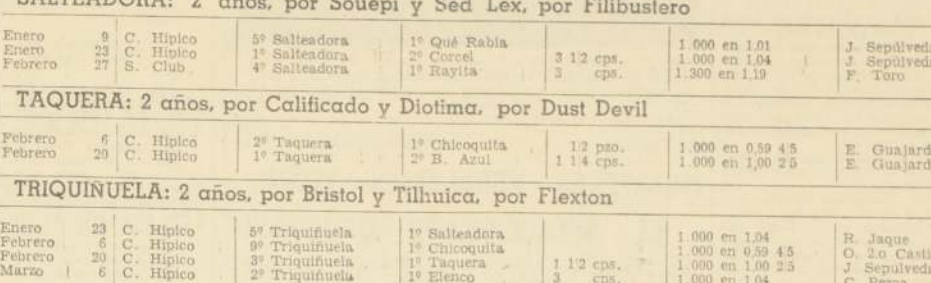 SALTEADORA: 2 años, por Souepi y Sed Lex, por Filibustero
Enero 9 C. Hípico 5º Salteadora 1º Qué Rabia 1.000 en 1,01 J. Sepúlveda
Enero 23 C. Hípico 1º Salteadora 2º Corcel 3 1 2 cps. 1.000 en 1,04 J. Sepúlveda
Febrero 27 S. Club 4º Salteadora 1º Rayita 3 cps. 1.300 en 1,19 F. Toro
TAQUERA: 2 años, por Calificado y Diotima, por Dust Devil
Febrero 6 C. Hípico 2º Taquera 1º Chicoquita 1 2 pzo. 1.000 en 0,59 4 5 E. Guajard
Febrero 20 C. Hípico 1º Taquera 2º B. Azul 1 1 4 cps. 1.000 en 1,00 2 5 E. Guajard
TRIQUIÑUELA: 2 años, por Bristol y Tilhuica, por Flexton
Enero 23 C. Hípico 5º Triquiñuela 1º Salteadora 1.000 en 1,04 R. Jaque
Febrero 6 C. Hípico 9º Triquiñuela 1º Chicoquita 1.000 en 0,59 4 5 O. 2.o Casti
Febrero 20 C. Hípico 3º Triquiñuela 1º Taquera 1 1 2 cps. 1.000 en 1,00 2 5 J Sepúlveda
Marzo 6 C. Hípico 2º Triquiñuela 1º Elenco 3 cps. 1.000 en 1,04 C.